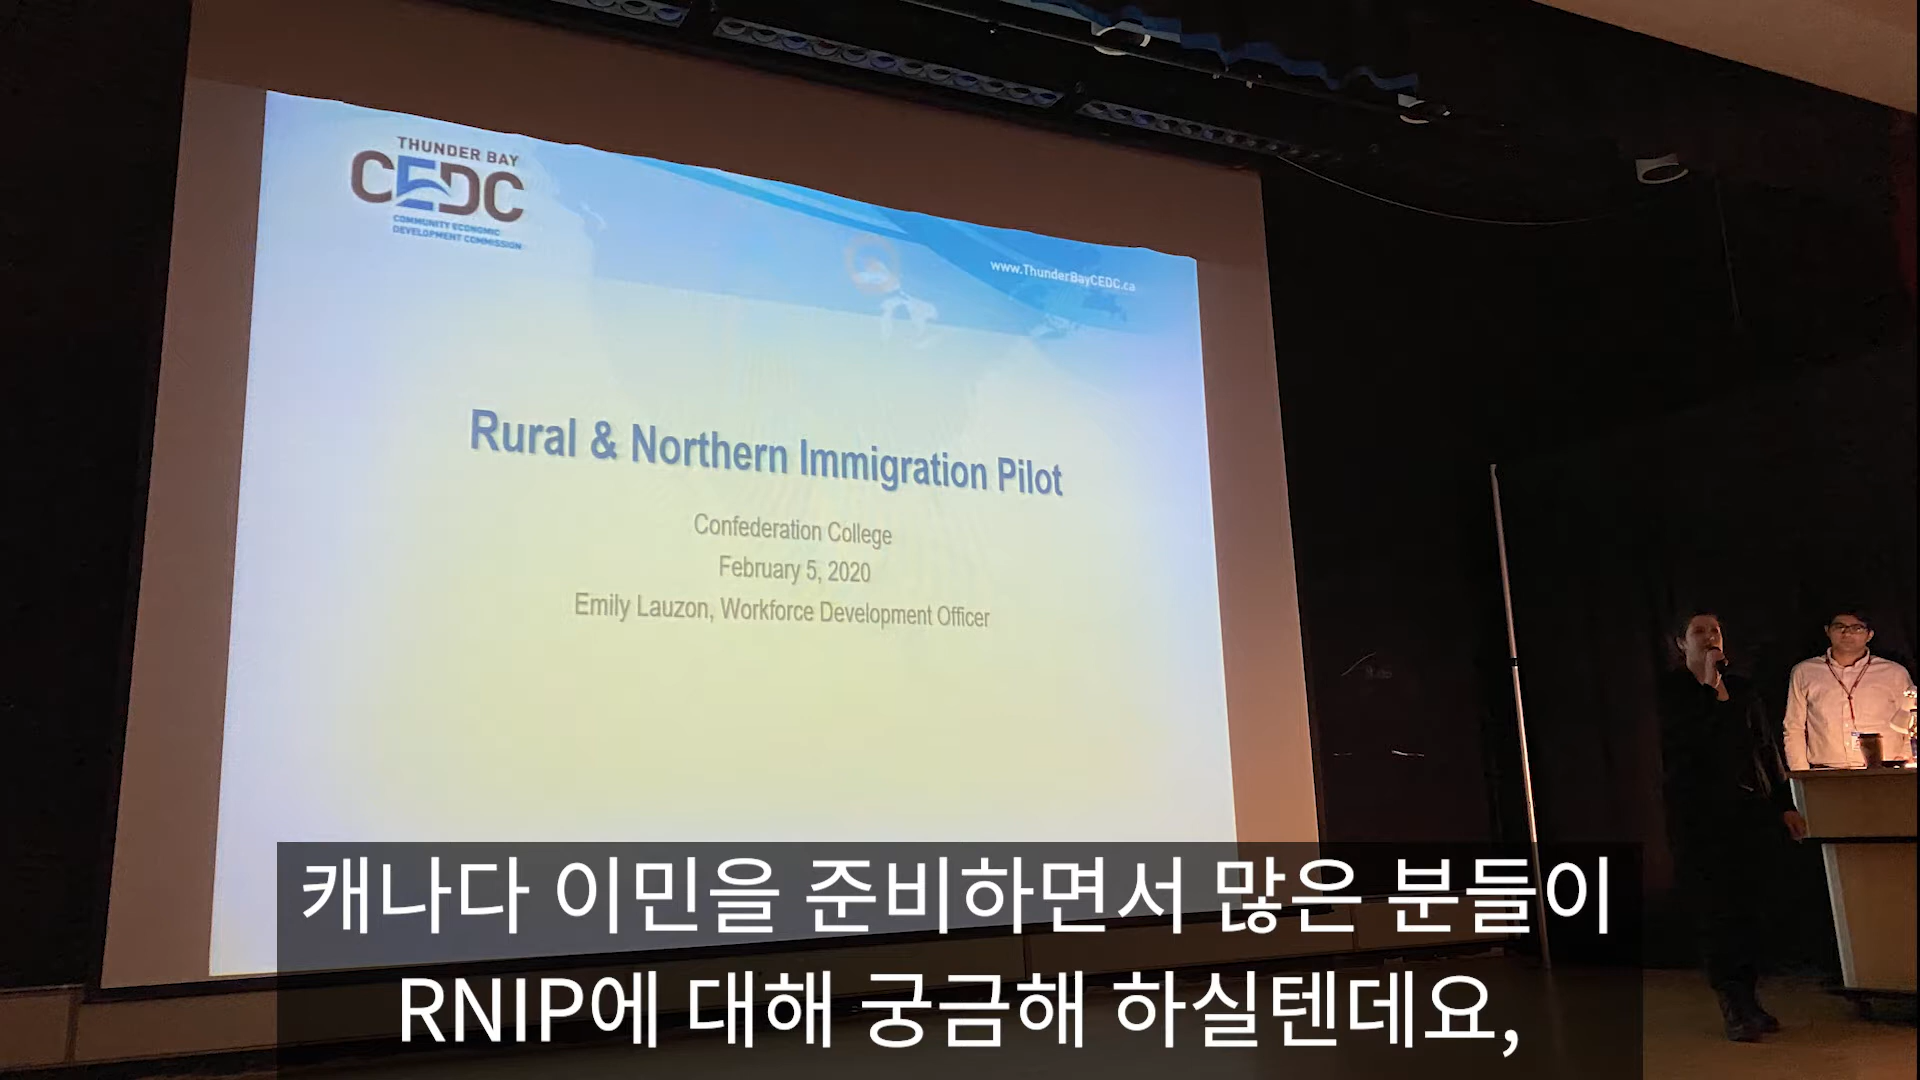 THUNDER BAY
CEDC
COMMUNITY ECONOMIC
DEVELOPMENT COMMISSION
www.ThunderBayCEDC.ca
Rural & Northern Immigration Pilot
Confederation College
February 5, 2020
Emily Lauzon, Workforce Development Officer
캐나다 이민을 준비하면서 많은 분들이
RNIP에 대해 궁금해 하실텐데요,